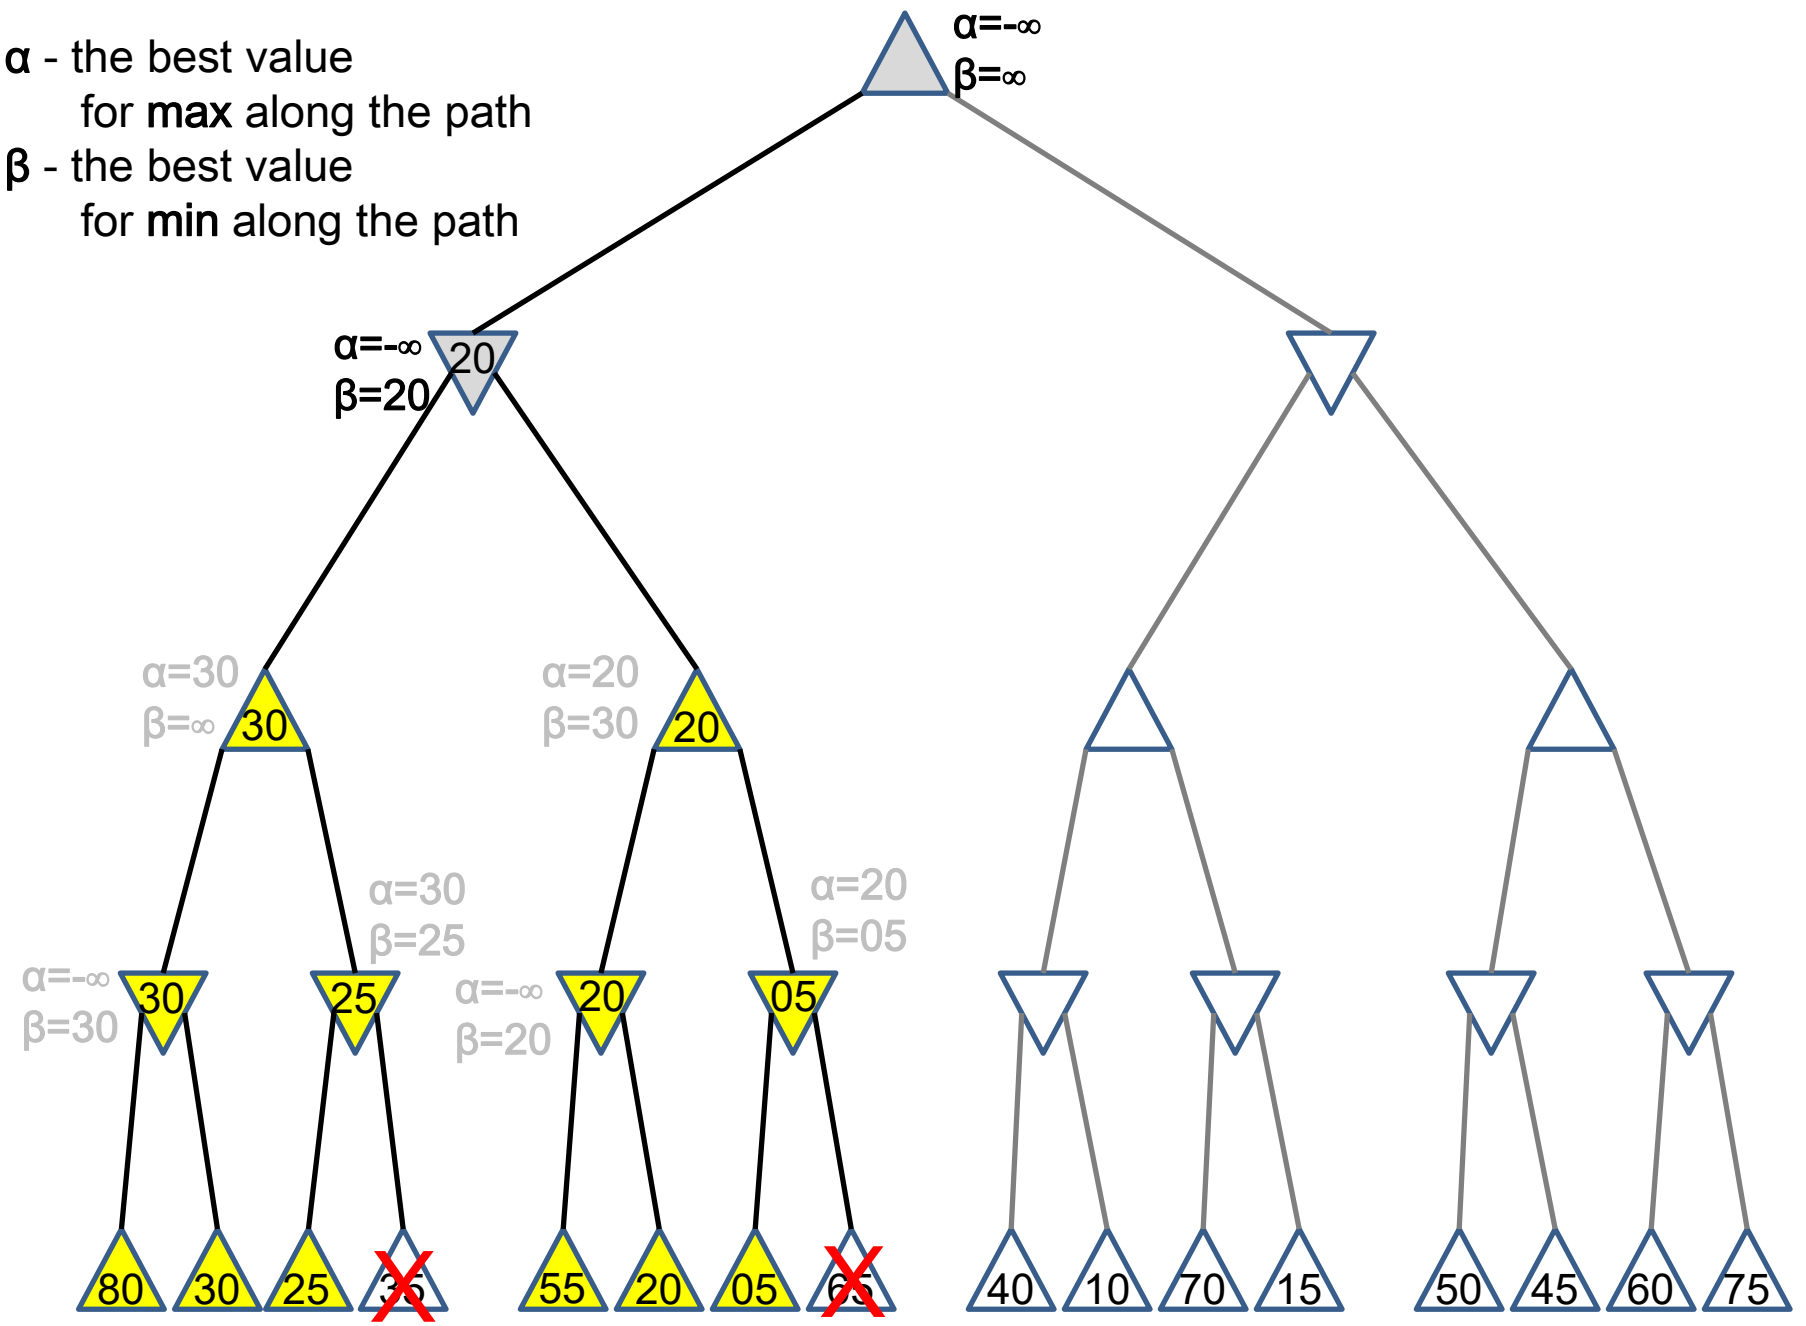 α - the best value
for max along the path
β - the best value
for min along the path
α=-∞
β=∞
α=-∞
β=20
20
α=30
β=∞
30
α=20
β=30
20
α=-∞
β=30
30
α=30
β=25
25
α=-∞
β=20
20
α=20
β=05
05
80 30 25 35 55 20 05 65 40 10 70 15 50 45 60 75